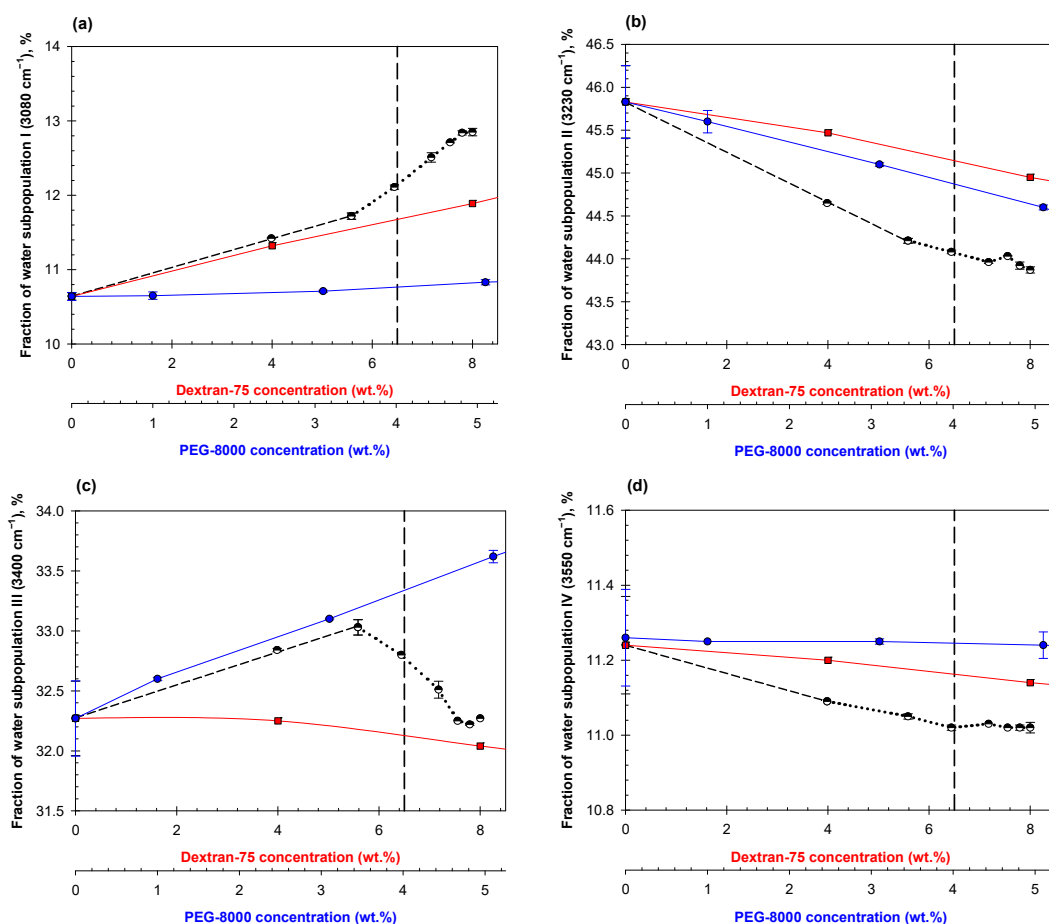 (a)
Fraction of water subpopulation I (3080 cm⁻¹), %
14
13
12
11
10
0 2 4 6 8
Dextran-75 concentration (wt.%)
0 1 2 3 4 5
PEG-8000 concentration (wt.%)
(b)
Fraction of water subpopulation II (3230 cm⁻¹), %
46.5
46.0
45.5
45.0
44.5
44.0
43.5
43.0
0 2 4 6 8
Dextran-75 concentration (wt.%)
0 1 2 3 4 5
PEG-8000 concentration (wt.%)
(c)
Fraction of water subpopulation III (3400 cm⁻¹), %
34.0
33.5
33.0
32.5
32.0
31.5
0 2 4 6 8
Dextran-75 concentration (wt.%)
0 1 2 3 4 5
PEG-8000 concentration (wt.%)
(d)
Fraction of water subpopulation IV (3550 cm⁻¹), %
11.6
11.4
11.2
11.0
10.8
0 2 4 6 8
Dextran-75 concentration (wt.%)
0 1 2 3 4 5
PEG-8000 concentration (wt.%)